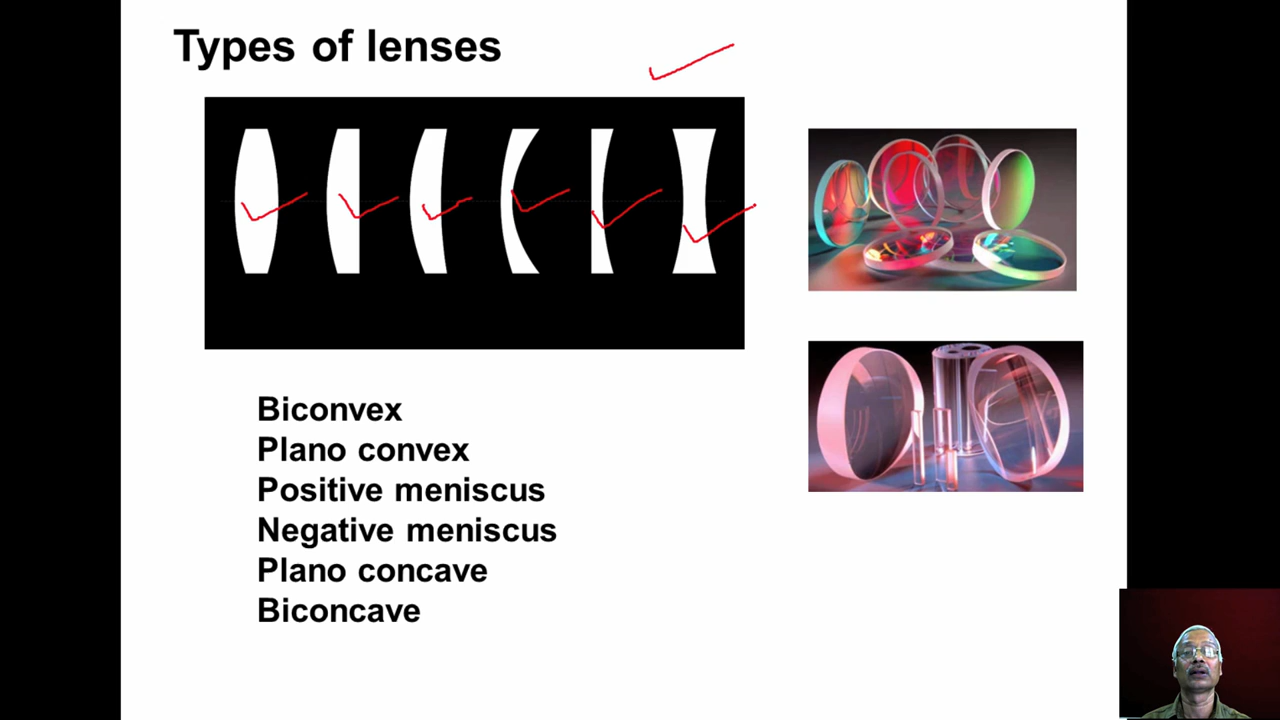 Types of lenses
Biconvex
Plano convex
Positive meniscus
Negative meniscus
Plano concave
Biconcave